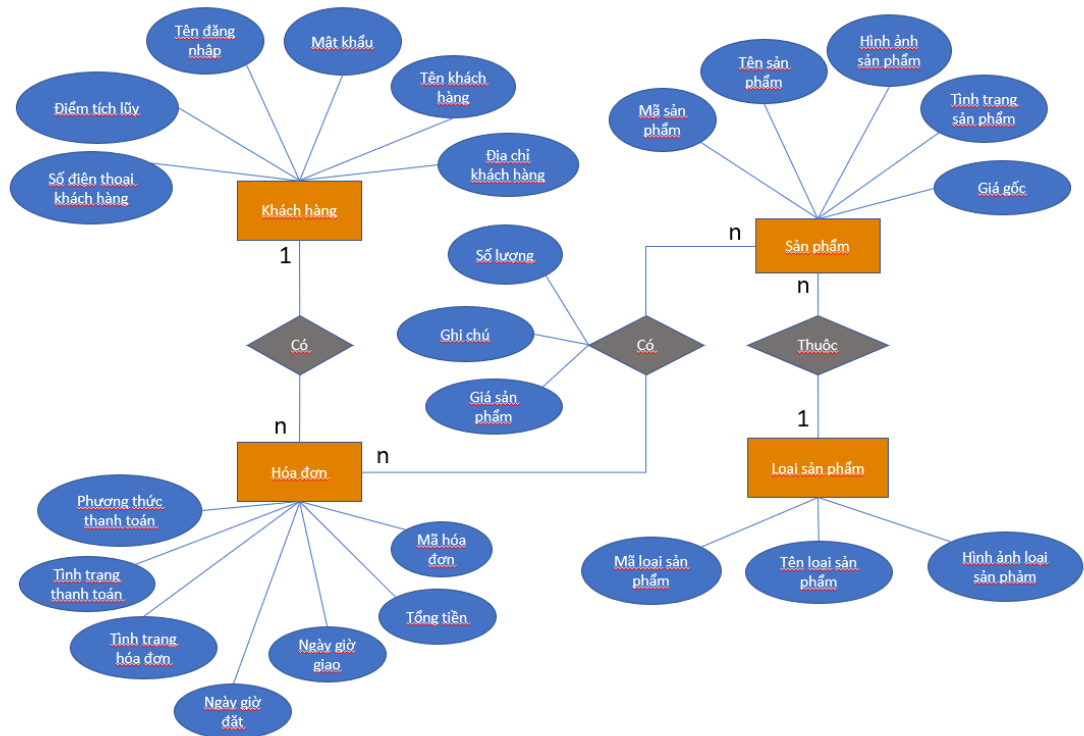 Tên đăng
nhập
Mật khẩu
Tên khách
hàng
Điểm tích lũy
Địa chỉ
khách hàng
Số điện thoại
khách hàng
Khách hàng
1
Có
n
Hóa đơn
n
Phương thức
thanh toán
Tình trạng
thanh toán
Tình trạng
hóa đơn
Ngày giờ
đặt
Ngày giờ
giao
Tổng tiền
Mã hóa
đơn
Số lượng
Ghi chú
Giá sản
phẩm
Có
n
Hình ảnh
sản phẩm
Tên sản
phẩm
Mã sản
phẩm
Tình trạng
sản phẩm
Giá gốc
Sản phẩm
n
Thuộc
1
Loại sản phẩm
Mã loại sản
phẩm
Tên loại sản
phẩm
Hình ảnh loại
sản phảm